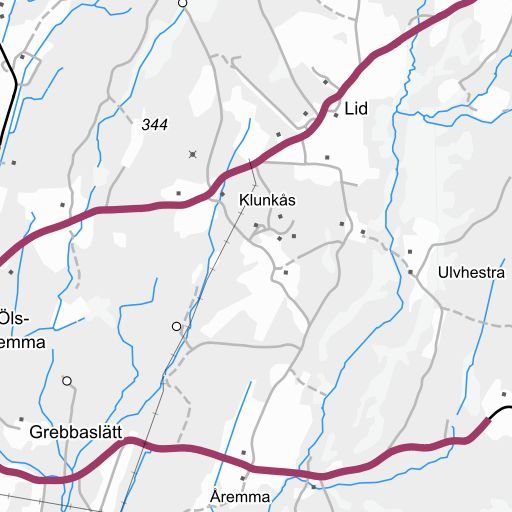 Lid
344
Klunkås
Ulvhestra
Öls-
emma
Grebbaslätt
Åremma